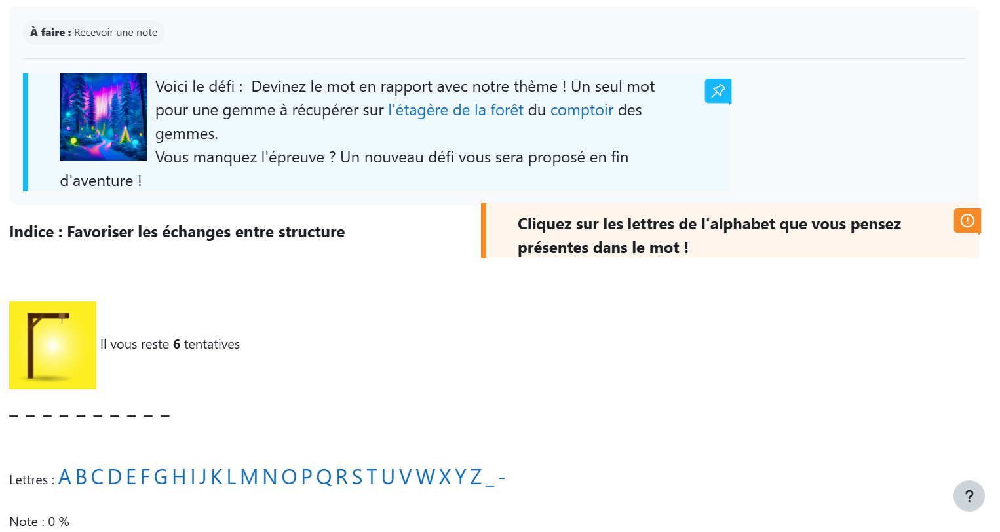 À faire : Recevoir une note
Voici le défi :  Devinez le mot en rapport avec notre thème ! Un seul mot
pour une gemme à récupérer sur l'étagère de la forêt du comptoir des
gemmes.
Vous manquez l'épreuve ? Un nouveau défi vous sera proposé en fin
d'aventure !
Indice : Favoriser les échanges entre structure
Cliquez sur les lettres de l'alphabet que vous pensez
présentes dans le mot !
Il vous reste 6 tentatives
_ _ _ _ _ _ _ _ _ _
Lettres : A B C D E F G H I J K L M N O P Q R S T U V W X Y Z _ -
?
Note : 0 %